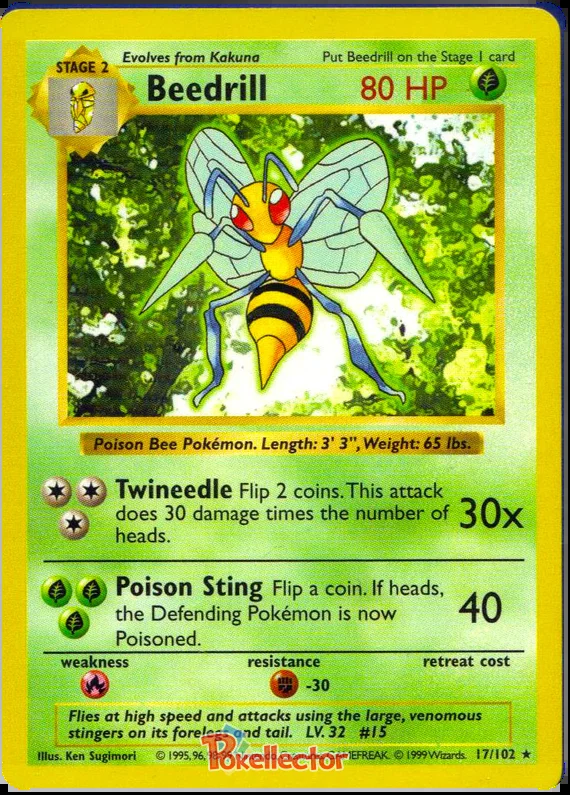 Evolves from Kakuna Put Beedrill on the Stage 1 card
STAGE 2
Beedrill 80 HP
Poison Bee Pokémon. Length: 3' 3", Weight: 65 lbs.
Twineedle Flip 2 coins. This attack
does 30 damage times the number of 30x
heads.
Poison Sting Flip a coin. If heads,
the Defending Pokémon is now 40
Poisoned.
weakness resistance retreat cost
-30
Flies at high speed and attacks using the large, venomous
stingers on its forelegs and tail. LV. 32 #15
Illus. Ken Sugimori © 1995, 96, GAMEFREAK. © 1999 Wizards. 17/102 ★
Pokellector